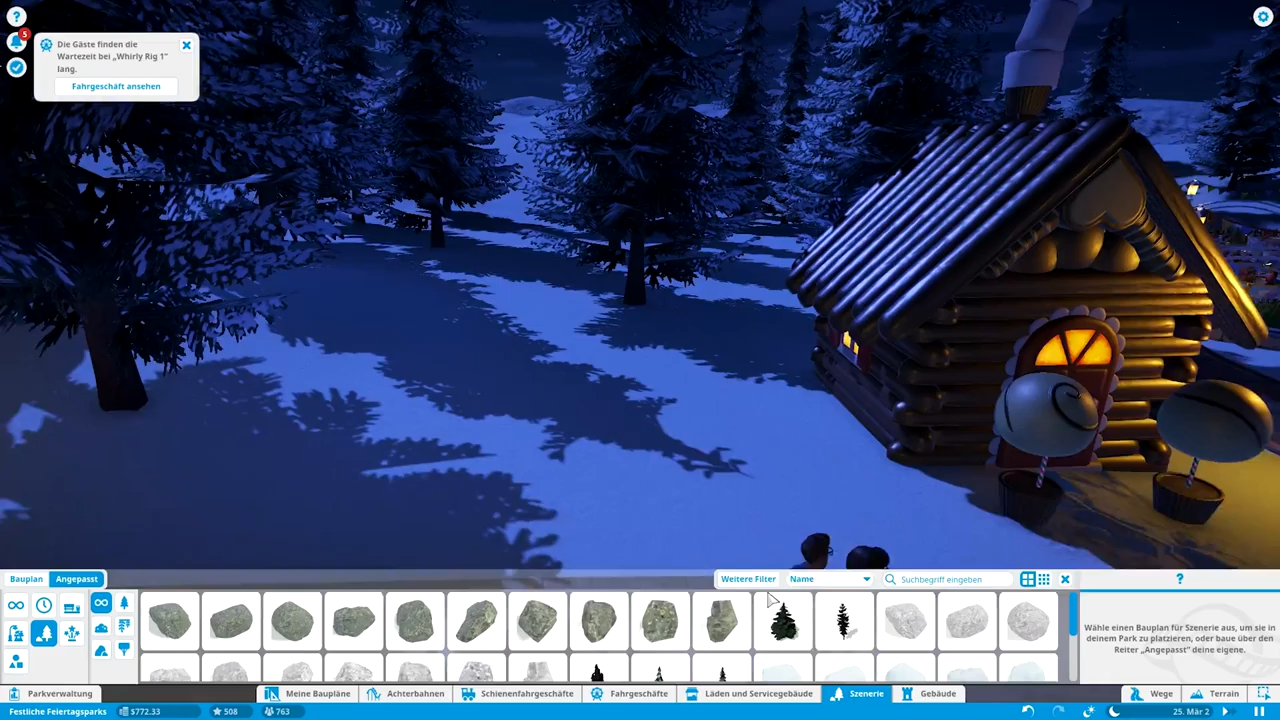 ?
5
Die Gäste finden die
Wartezeit bei „Whirly Rig 1“
lang.
Fahrgeschäft ansehen
Bauplan
Angepasst
Weitere Filter
Name
Suchbegriff eingeben
?
Wähle einen Bauplan für Szenerie aus, um sie in
deinem Park zu platzieren, oder baue über den
Reiter „Angepasst“ deine eigene.
Parkverwaltung
Meine Baupläne
Achterbahnen
Schienenfahrgeschäfte
Fahrgeschäfte
Läden und Servicegebäude
Szenerie
Gebäude
Wege
Terrain
Festliche Feiertagsparks
$772.33
508
763
25. Mär 2